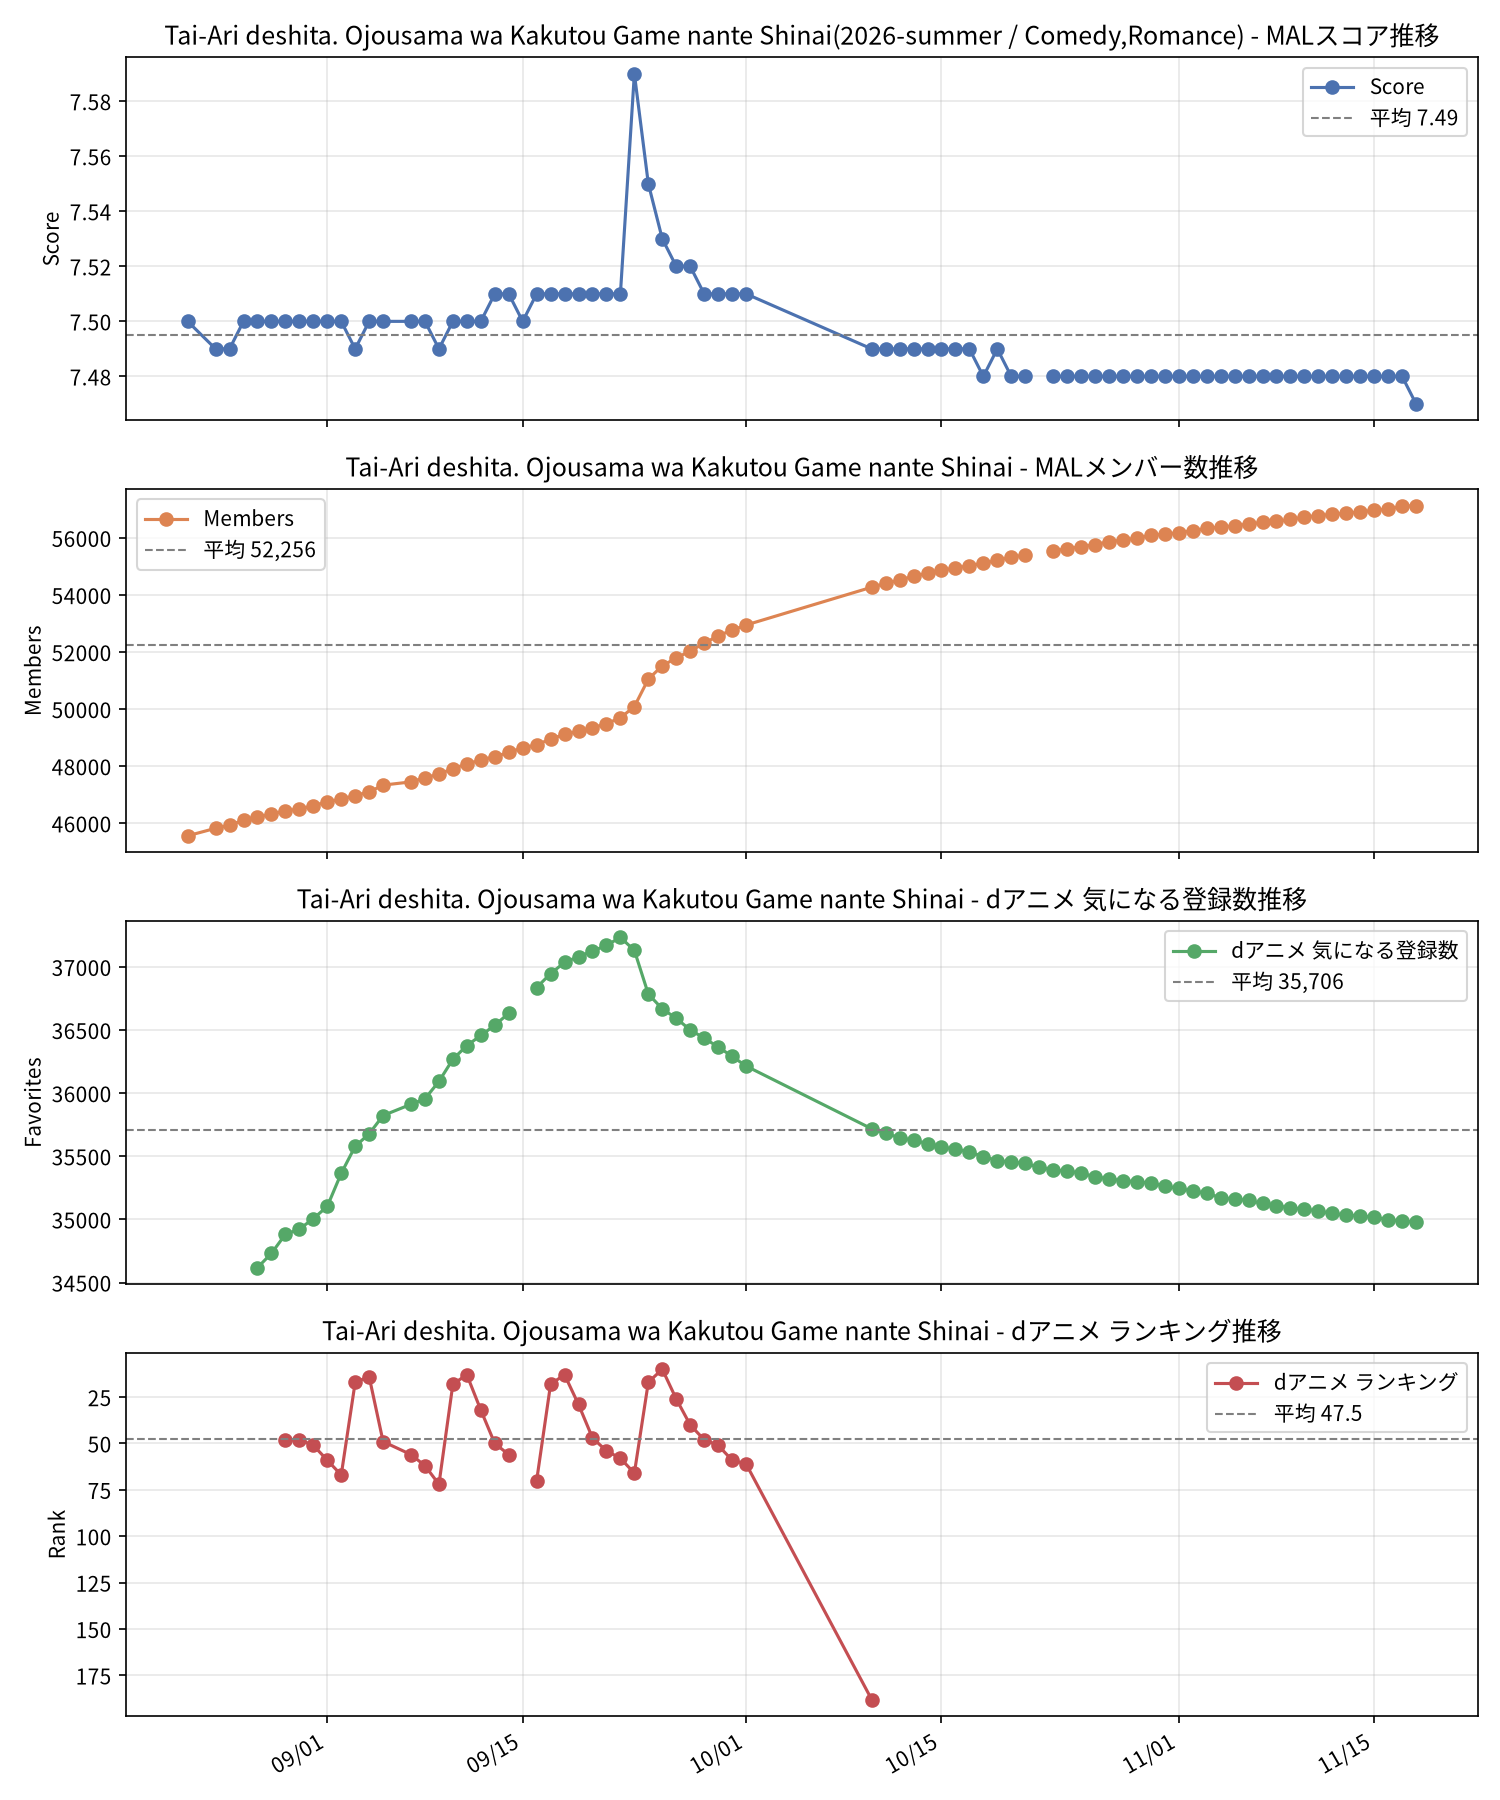 Tai-Ari deshita. Ojousama wa Kakutou Game nante Shinai(2026-summer / Comedy,Romance) - MALスコア推移
Score
平均 7.49
Score
7.58
7.56
7.54
7.52
7.50
7.48
Tai-Ari deshita. Ojousama wa Kakutou Game nante Shinai - MALメンバー数推移
Members
平均 52,256
Members
56000
54000
52000
50000
48000
46000
Tai-Ari deshita. Ojousama wa Kakutou Game nante Shinai - dアニメ 気になる登録数推移
dアニメ 気になる登録数
平均 35,706
Favorites
37000
36500
36000
35500
35000
34500
Tai-Ari deshita. Ojousama wa Kakutou Game nante Shinai - dアニメ ランキング推移
dアニメ ランキング
平均 47.5
Rank
25
50
75
100
125
150
175
09/01
09/15
10/01
10/15
11/01
11/15